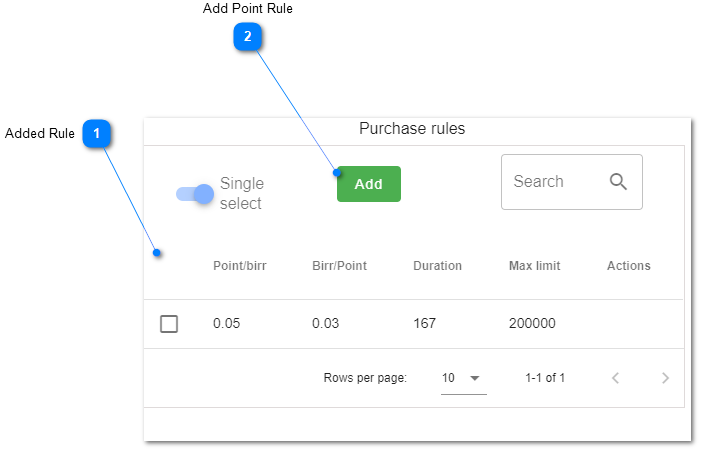 Add Point Rule
2
Added Rule
1
Purchase rules
Single
select
Add
Search
Point/birr Birr/Point Duration Max limit Actions
0.05 0.03 167 200000
Rows per page: 10 1-1 of 1